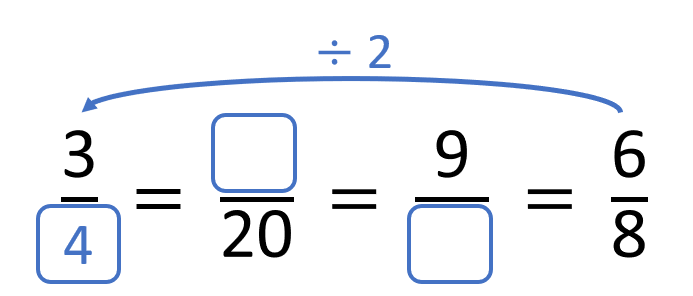 ÷ 2
3/4 = /20 = 9/ = 6/8